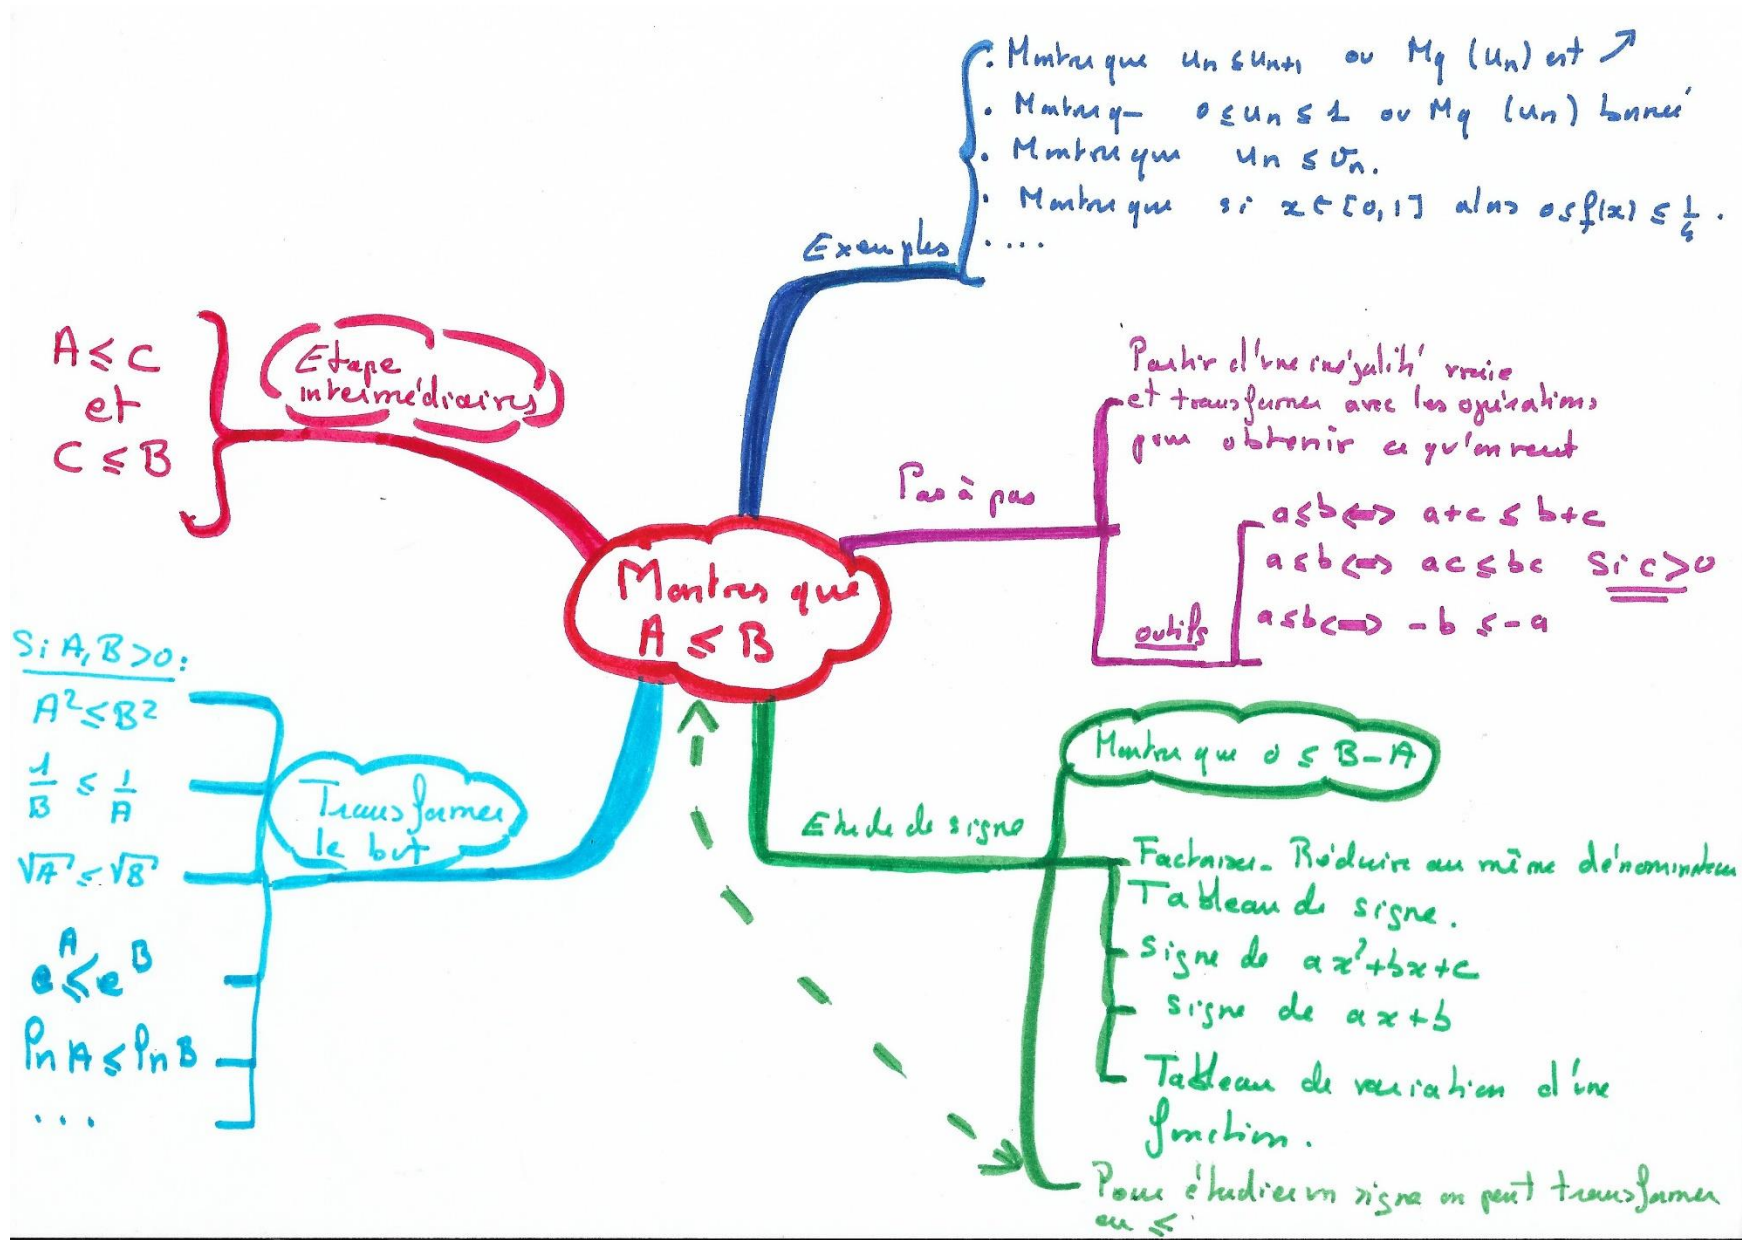 . Montrer que un ≤ un+1 ou Mq (un) est ↗
. Montrer q- 0 ≤ un ≤ 1 ou Mq (un) bornée
. Montrer que un ≤ vn.
. Montrer que si x ∈ [0,1] alors 0 ≤ f(x) ≤ 1/4.
. ...
Exemples
A ≤ C
et
C ≤ B
Etape
intermédiaires
Partir d'une inégalité vraie
et transformer avec les opérations
pour obtenir ce qu'on veut
Pas à pas
a ≤ b ⟺ a+c ≤ b+c
a ≤ b ⟺ ac ≤ bc Si c>0
a ≤ b ⟺ -b ≤ -a
outils
Montrer que
A ≤ B
Si A, B >0:
A² ≤ B²
1/B ≤ 1/A
√A ≤ √B
e^A ≤ e^B
ln A ≤ ln B
...
Transformer
le but
Montrer que 0 ≤ B-A
Etude de signe
Factoriser - Réduire au même dénominateur
Tableau de signe.
Signe de ax²+bx+c
signe de ax+b
Tableau de variation d'une
fonction.
Pour étudier un signe on peut transformer
en ≤